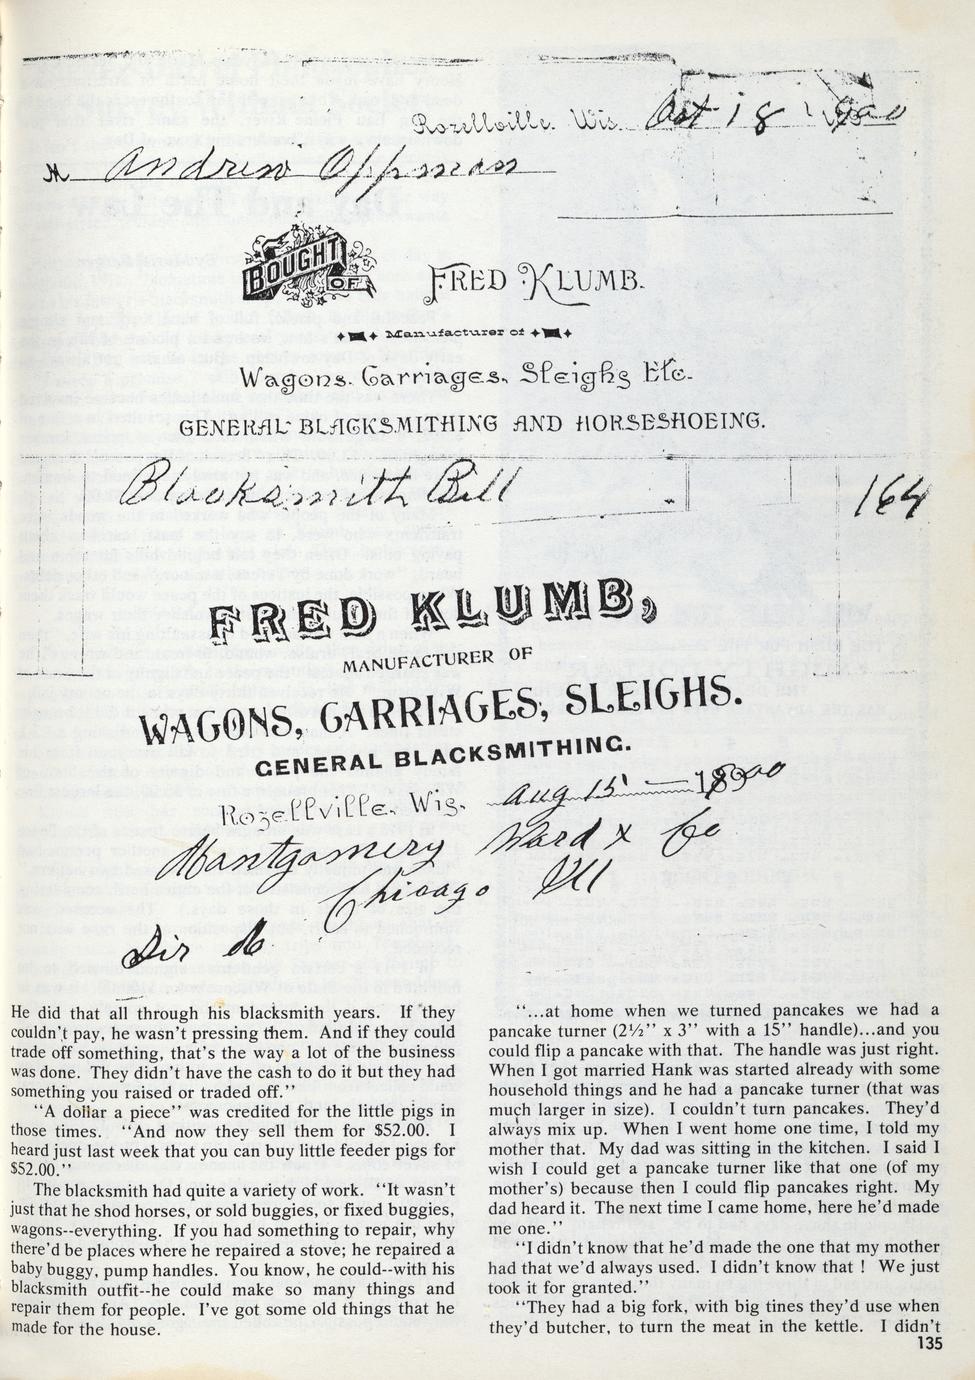 Rozellville. Wis. Oct 18 1900
M Andrew Oppman
BOUGHT OF
FRED KLUMB.
Manufacturer of
Wagons. Carriages, Sleighs Etc.
GENERAL BLACKSMITHING AND HORSESHOEING.
Blacksmith Bill 164
FRED KLUMB,
MANUFACTURER OF
WAGONS, CARRIAGES, SLEIGHS.
GENERAL BLACKSMITHING.
Rozellville, Wis. Aug 15 1900
Montgomery Ward & Co
Chicago Ill
Dir
He did that all through his blacksmith years. If they
couldn't pay, he wasn't pressing them. And if they could
trade off something, that's the way a lot of the business
was done. They didn't have the cash to do it but they had
something you raised or traded off."
"A dollar a piece" was credited for the little pigs in
those times. "And now they sell them for $52.00. I
heard just last week that you can buy little feeder pigs for
$52.00."
The blacksmith had quite a variety of work. "It wasn't
just that he shod horses, or sold buggies, or fixed buggies,
wagons--everything. If you had something to repair, why
there'd be places where he repaired a stove; he repaired a
baby buggy, pump handles. You know, he could--with his
blacksmith outfit--he could make so many things and
repair them for people. I've got some old things that he
made for the house.
"...at home when we turned pancakes we had a
pancake turner (2½" x 3" with a 15" handle)...and you
could flip a pancake with that. The handle was just right.
When I got married Hank was started already with some
household things and he had a pancake turner (that was
much larger in size). I couldn't turn pancakes. They'd
always mix up. When I went home one time, I told my
mother that. My dad was sitting in the kitchen. I said I
wish I could get a pancake turner like that one (of my
mother's) because then I could flip pancakes right. My
dad heard it. The next time I came home, here he'd made
me one."
"I didn't know that he'd made the one that my mother
had that we'd always used. I didn't know that ! We just
took it for granted."
"They had a big fork, with big tines they'd use when
they'd butcher, to turn the meat in the kettle. I didn't
135